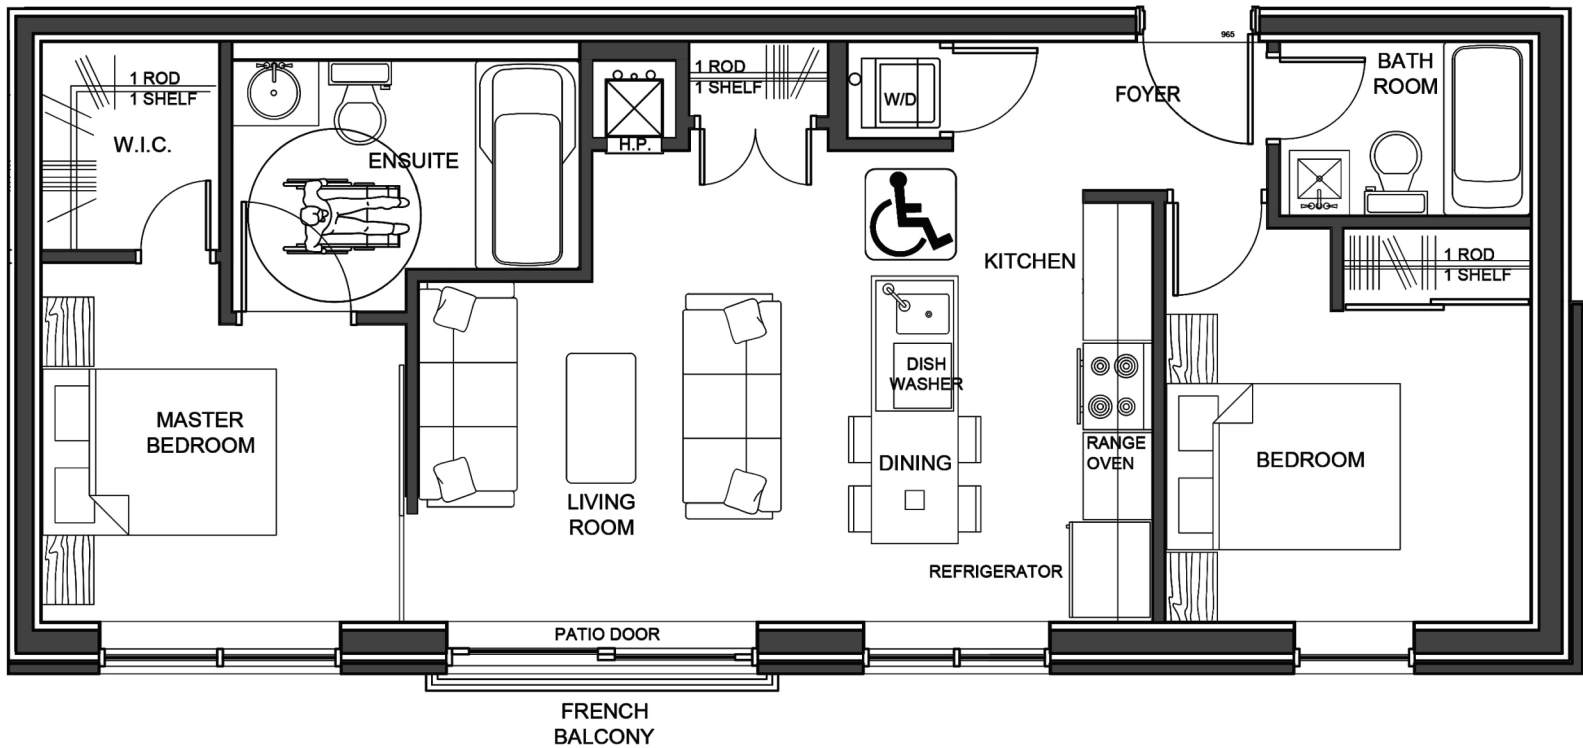 965
1 ROD
1 SHELF
W.I.C.
ENSUITE
H.P.
1 ROD
1 SHELF
W/D
FOYER
BATH
ROOM
KITCHEN
1 ROD
1 SHELF
DISH
WASHER
MASTER
BEDROOM
LIVING
ROOM
DINING
RANGE
OVEN
BEDROOM
REFRIGERATOR
PATIO DOOR
FRENCH
BALCONY